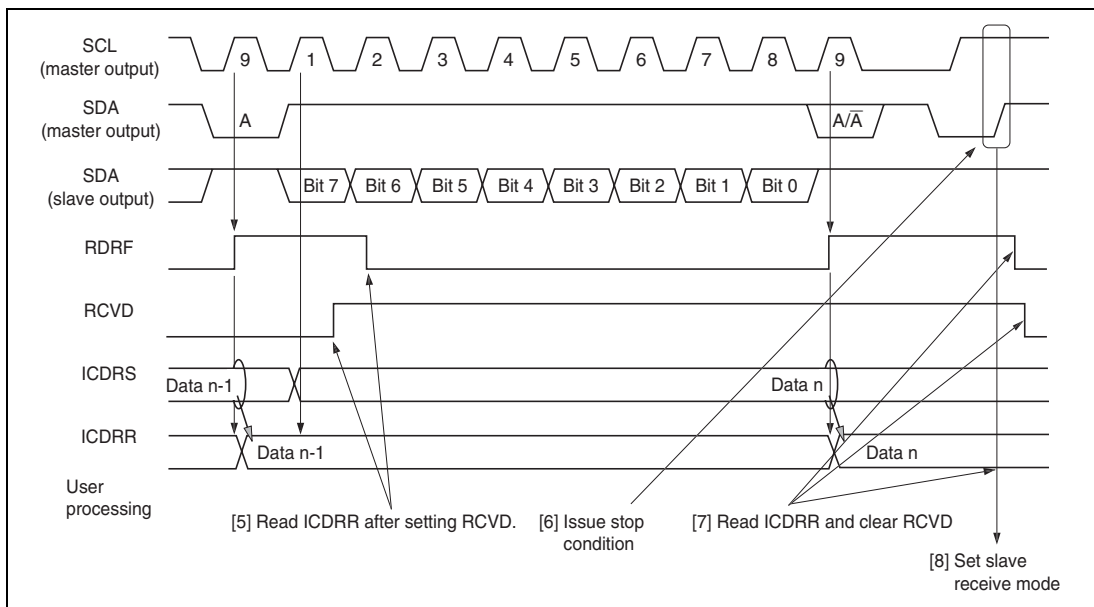 SCL
(master output)
9 1 2 3 4 5 6 7 8 9
SDA
(master output)
A A/A̅
SDA
(slave output)
Bit 7 Bit 6 Bit 5 Bit 4 Bit 3 Bit 2 Bit 1 Bit 0
RDRF
RCVD
ICDRS
Data n-1 Data n
ICDRR
Data n-1 Data n
User
processing
[5] Read ICDRR after setting RCVD.
[6] Issue stop
condition
[7] Read ICDRR and clear RCVD
[8] Set slave
receive mode